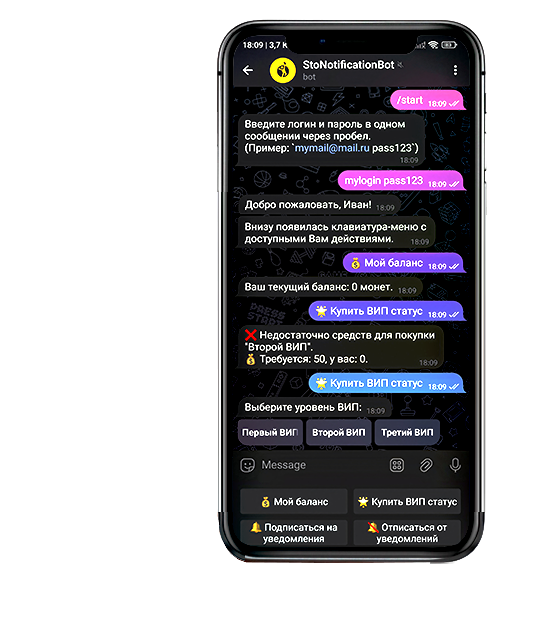 18:09 | 3,7 K
StoNotificationBot
bot
/start 18:09
Введите логин и пароль в одном
сообщении через пробел.
(Пример: `mymail@mail.ru pass123`)
18:09
mylogin pass123 18:09
Добро пожаловать, Иван! 18:09
Внизу появилась клавиатура-меню с
доступными Вам действиями. 18:09
💰 Мой баланс 18:09
Ваш текущий баланс: 0 монет. 18:09
PRESS
START
🌟 Купить ВИП статус 18:09
❌ Недостаточно средств для покупки
"Второй ВИП".
💰 Требуется: 50, у вас: 0. 18:09
🌟 Купить ВИП статус 18:09
Выберите уровень ВИП: 18:09
Первый ВИП Второй ВИП Третий ВИП
Message
💰 Мой баланс 🌟 Купить ВИП статус
🔔 Подписаться на уведомления
🔕 Отписаться от уведомлений